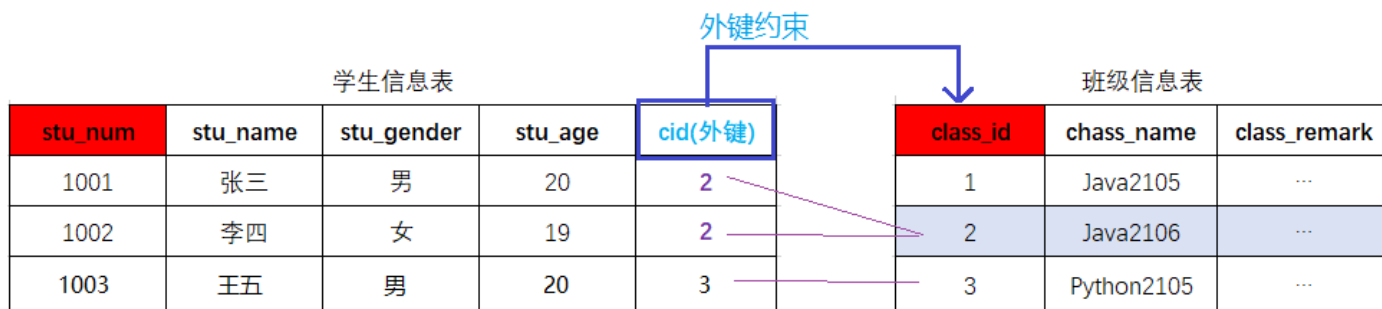 外键约束
学生信息表 班级信息表
stu_num stu_name stu_gender stu_age cid(外键) class_id chass_name class_remark
1001 张三 男 20 2 1 Java2105 ...
1002 李四 女 19 2 2 Java2106 ...
1003 王五 男 20 3 3 Python2105 ...